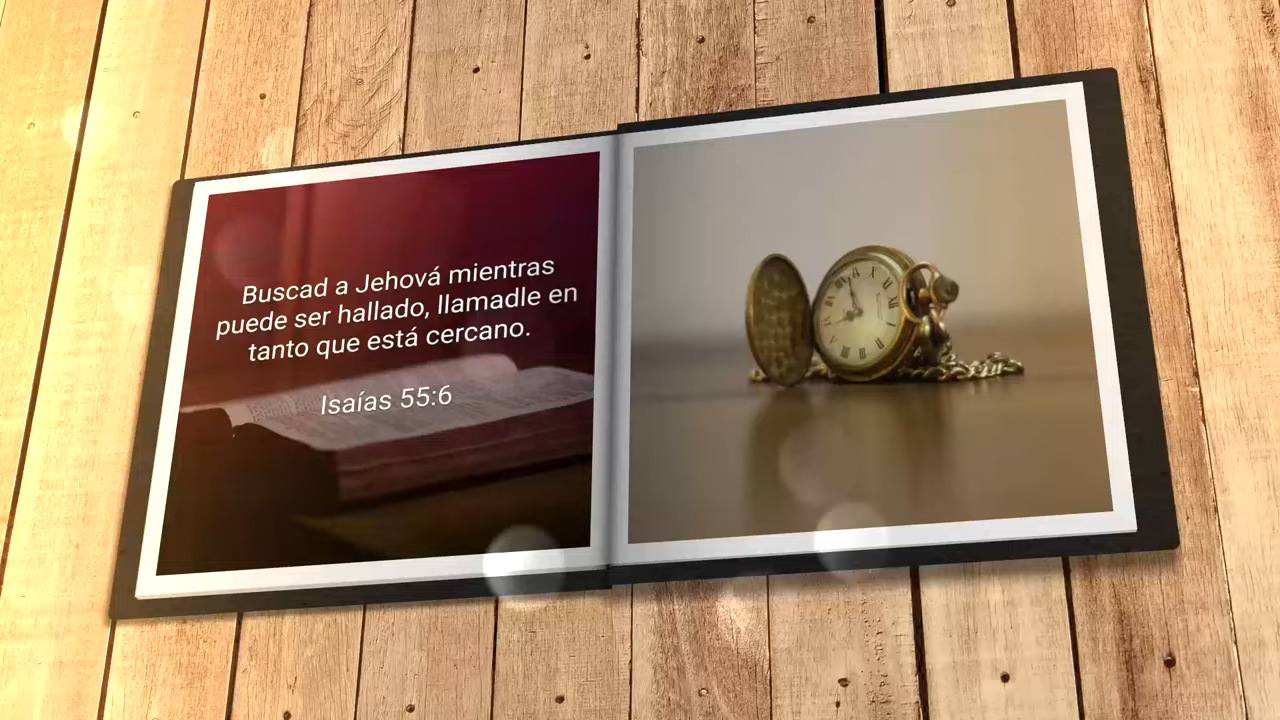 Buscad a Jehová mientras
puede ser hallado, llamadle en
tanto que está cercano.
Isaías 55:6